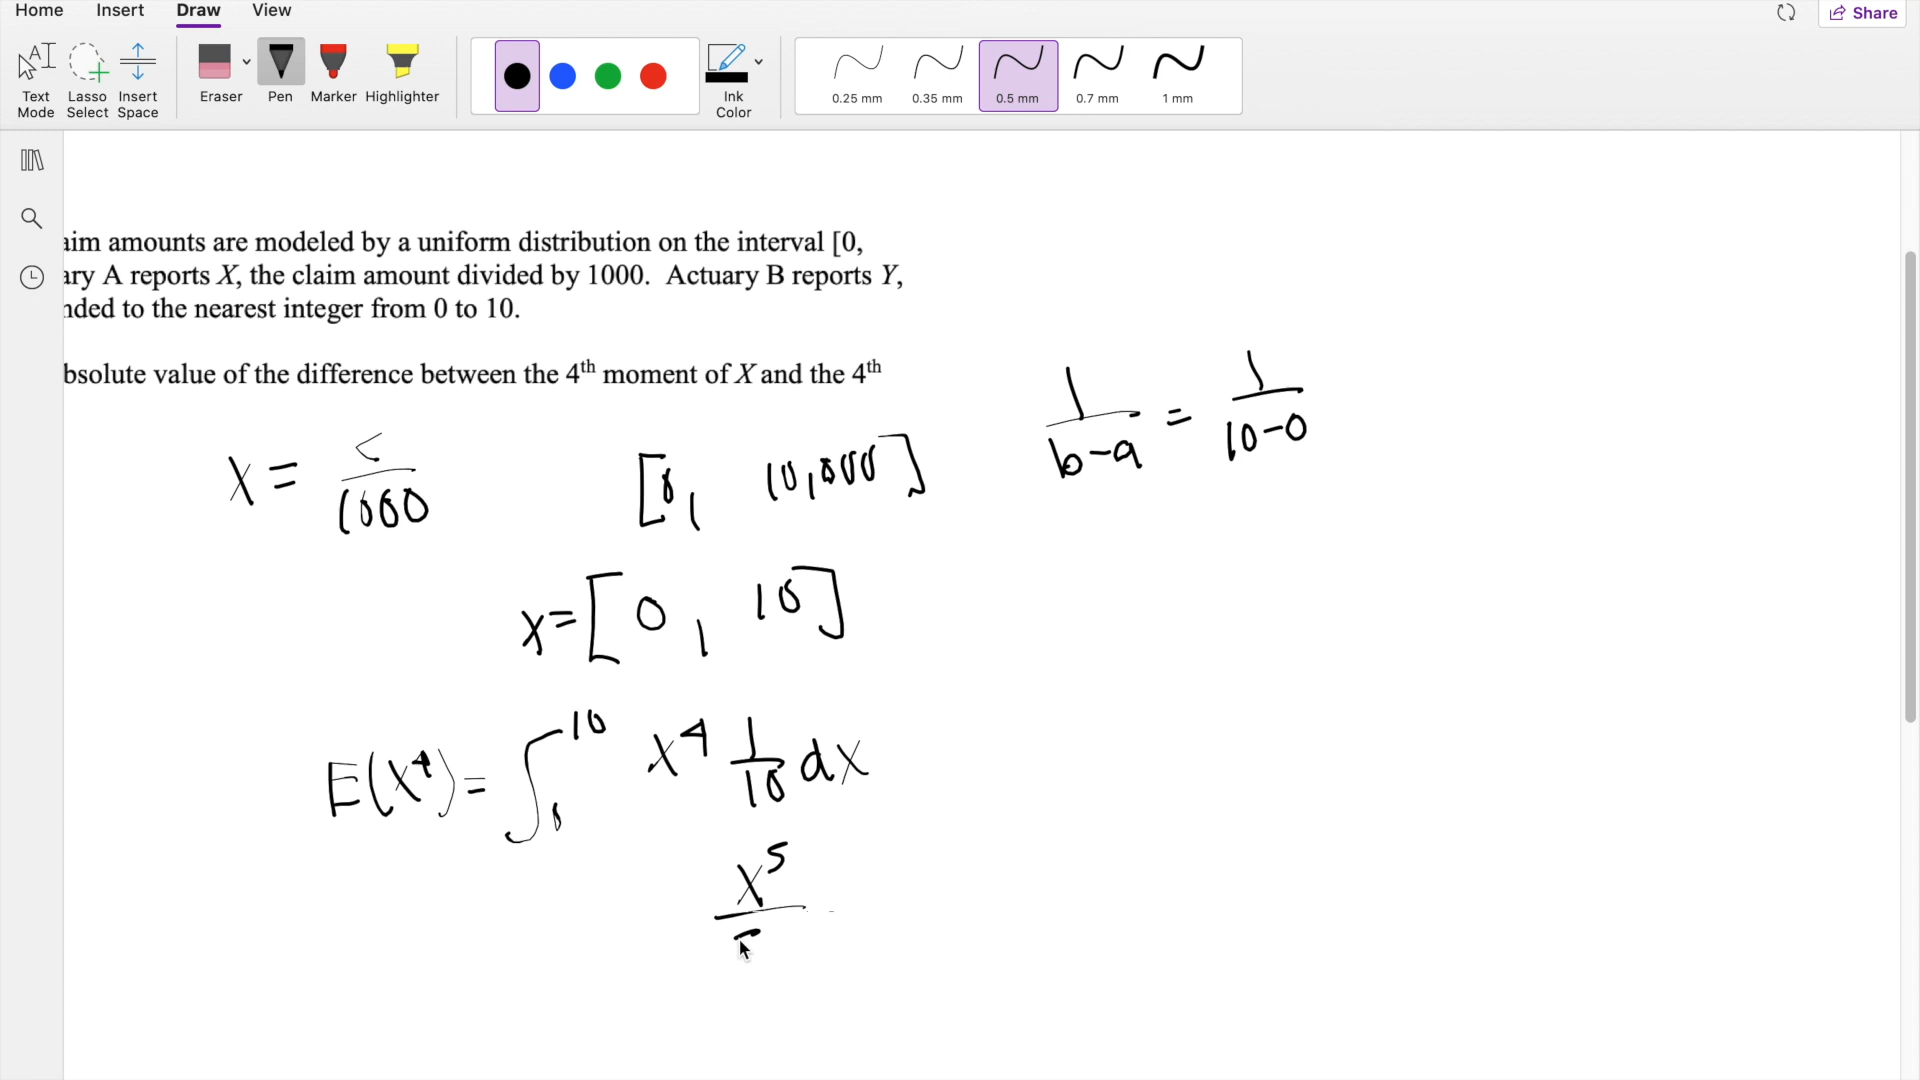 Home Insert Draw View Share
Text Mode Lasso Select Insert Space Eraser Pen Marker Highlighter Ink Color 0.25 mm 0.35 mm 0.5 mm 0.7 mm 1 mm
aim amounts are modeled by a uniform distribution on the interval [0,
ary A reports X, the claim amount divided by 1000. Actuary B reports Y,
nded to the nearest integer from 0 to 10.
bsolute value of the difference between the 4th moment of X and the 4th
1/(b-a) = 1/(10-0)
X = C/1000 [0, 10,000]
x=[0, 10]
E(X^4) = ∫_0^10 x^4 1/10 dx
x^5